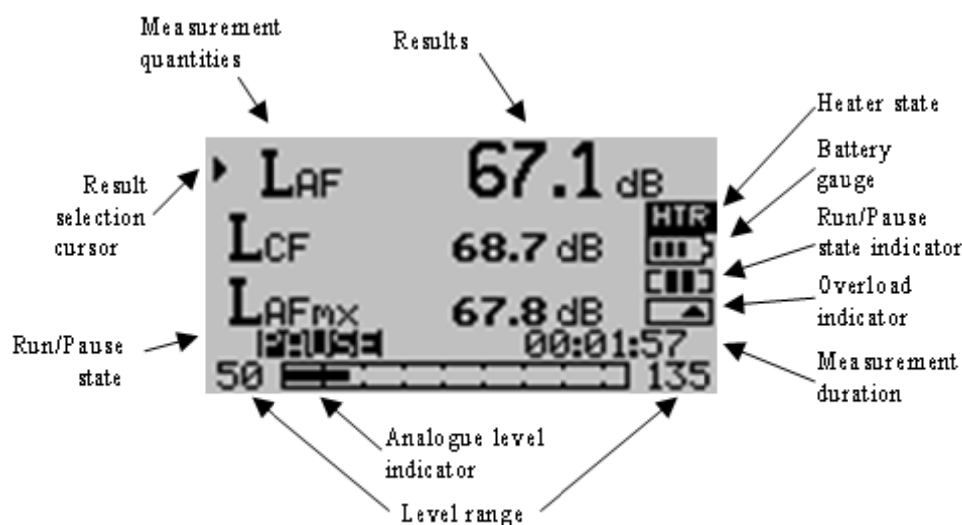 Measurement
quantities
Results
Heater state
Battery
gauge
Run/Pause
state indicator
Overload
indicator
Measurement
duration
Result
selection
cursor
Run/Pause
state
LAF 67.1 dB
HTR
LCF 68.7 dB
LAFmx 67.8 dB
PAUSE 00:01:57
50 135
Analogue level
indicator
Level range